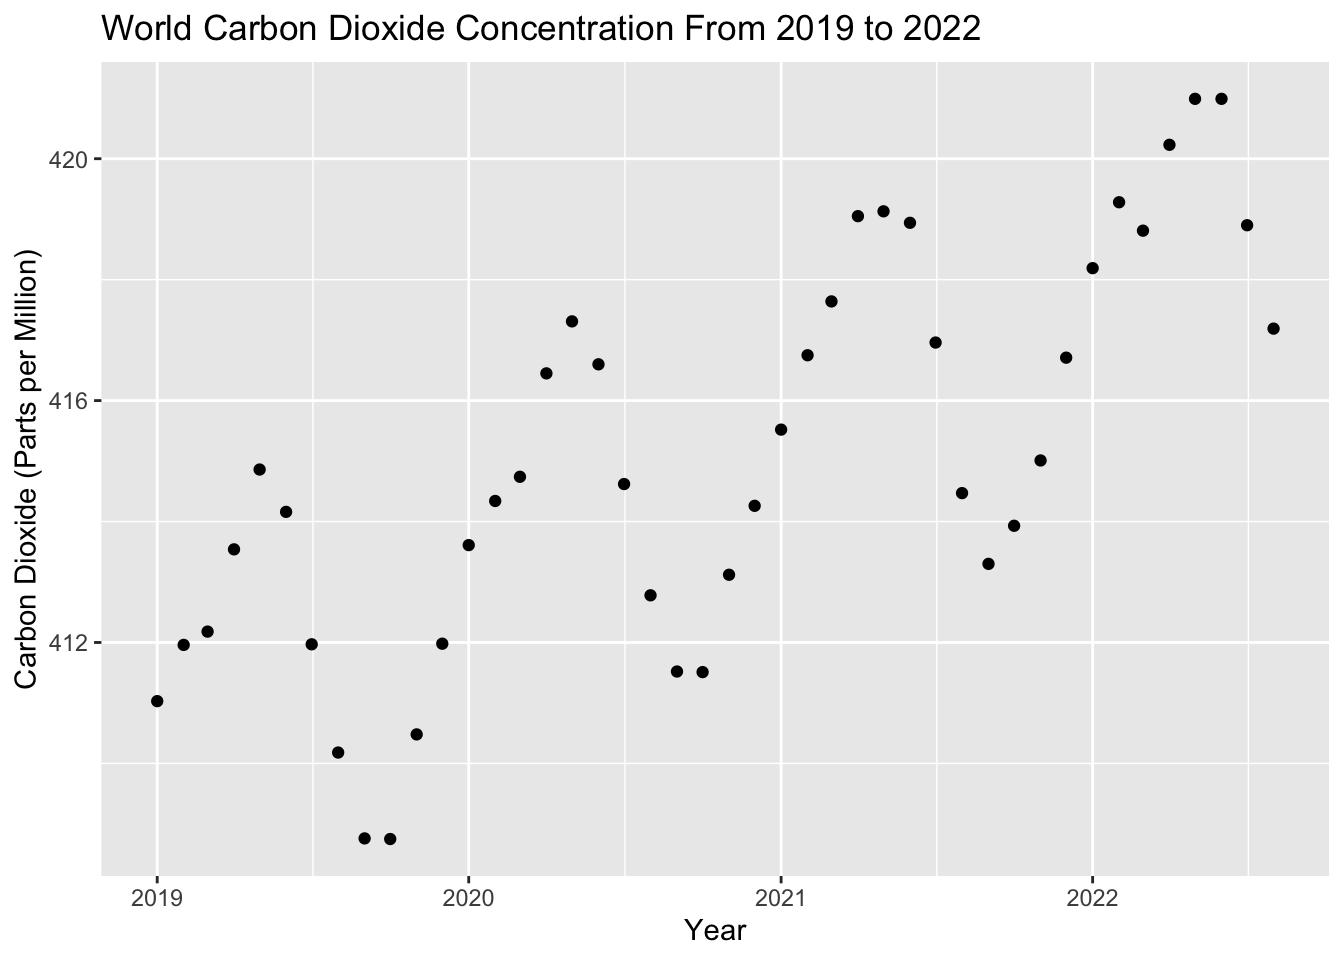 World Carbon Dioxide Concentration From 2019 to 2022
Carbon Dioxide (Parts per Million)
420
416
412
2019 2020 2021 2022
Year